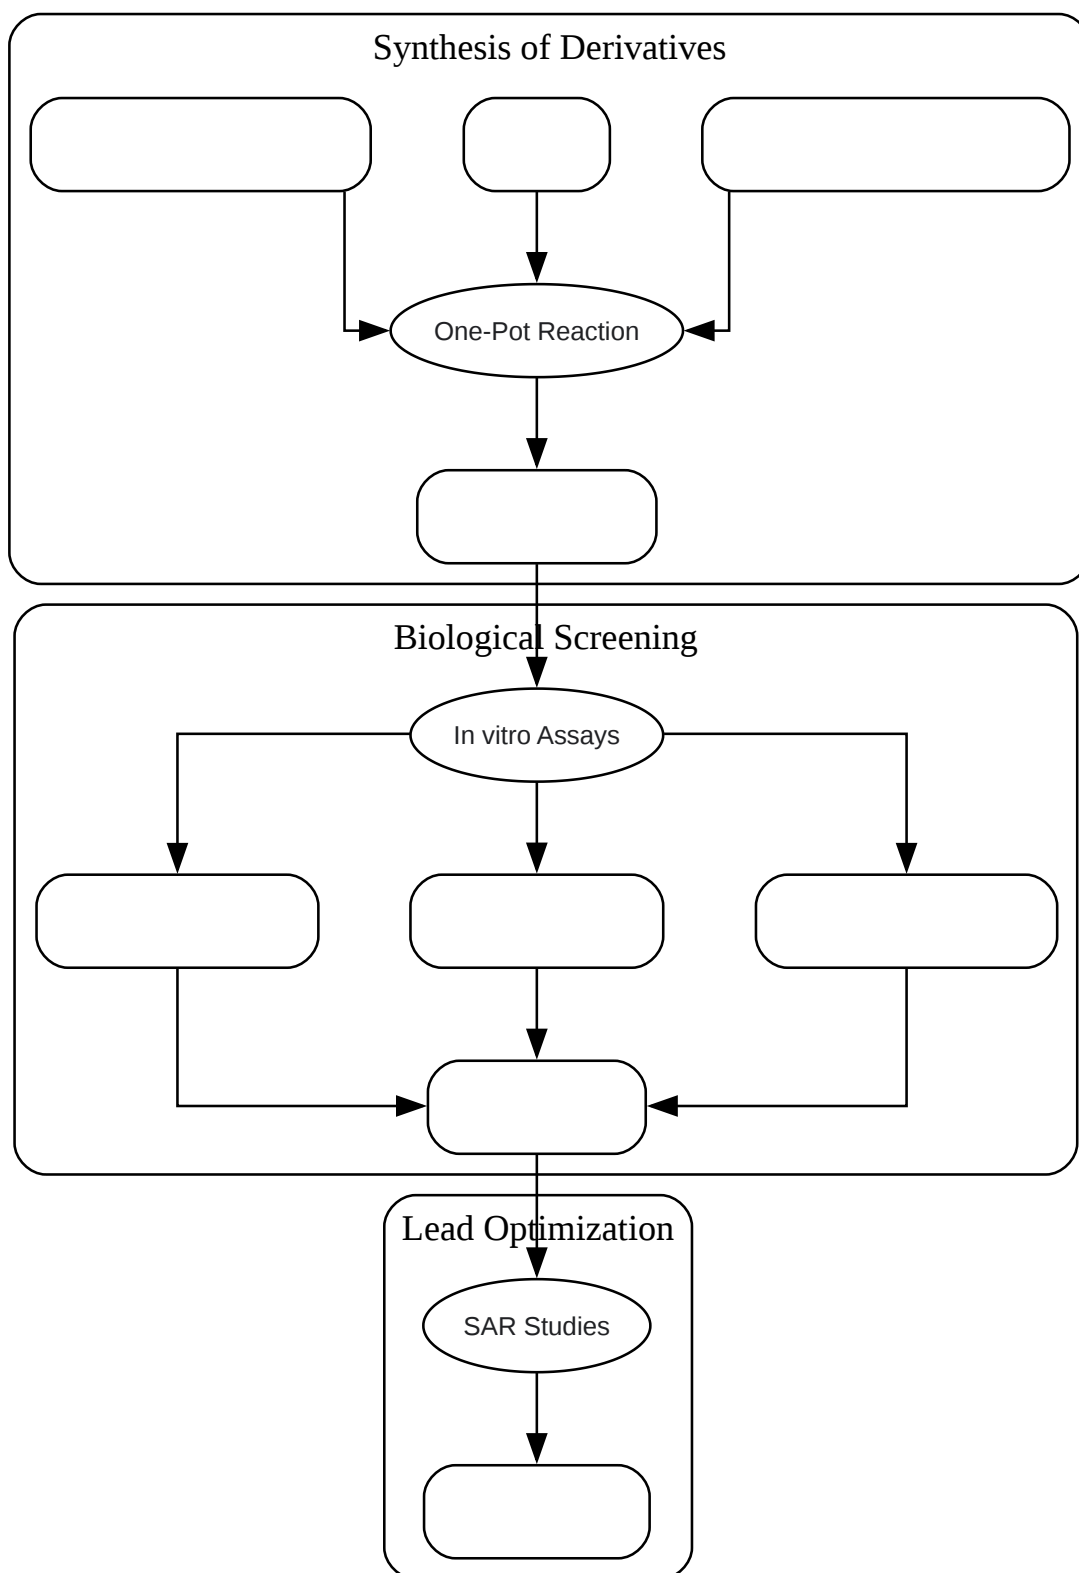 Synthesis of Derivatives
One-Pot Reaction
Biological Screening
In vitro Assays
Lead Optimization
SAR Studies